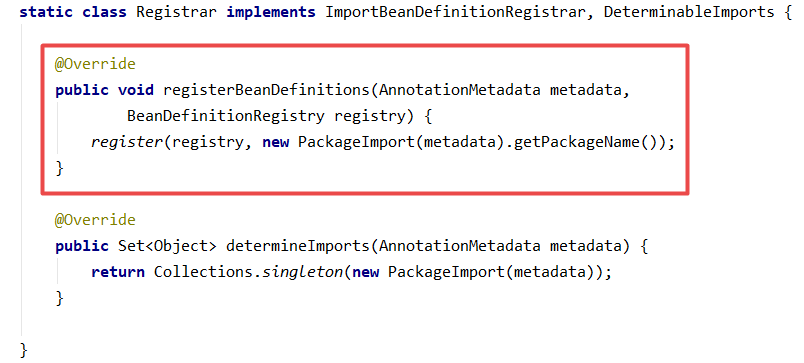 static class Registrar implements ImportBeanDefinitionRegistrar, DeterminableImports {
@Override
public void registerBeanDefinitions(AnnotationMetadata metadata,
BeanDefinitionRegistry registry) {
register(registry, new PackageImport(metadata).getPackageName());
}
@Override
public Set<Object> determineImports(AnnotationMetadata metadata) {
return Collections.singleton(new PackageImport(metadata));
}
}